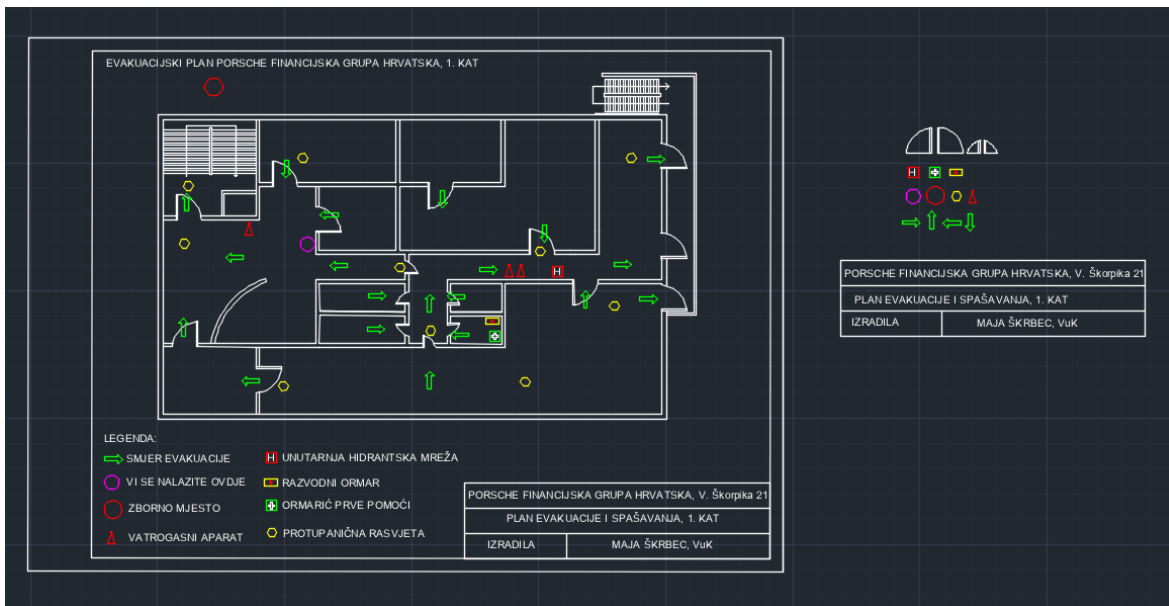 EVAKUACIJSKI PLAN PORSCHE FINANCIJSKA GRUPA HRVATSKA, 1. KAT
H
LEGENDA:
SMJER EVAKUACIJE
VI SE NALAZITE OVDJE
ZBORNO MJESTO
VATROGASNI APARAT
H UNUTARNJA HIDRANTSKA MREŽA
RAZVODNI ORMAR
ORMARIĆ PRVE POMOĆI
PROTUPANIČNA RASVJETA
PORSCHE FINANCIJSKA GRUPA HRVATSKA, V. Škorpika 21
PLAN EVAKUACIJE I SPAŠAVANJA, 1. KAT
IZRADILA MAJA ŠKRBEC, VuK
H
PORSCHE FINANCIJSKA GRUPA HRVATSKA, V. Škorpika 21
PLAN EVAKUACIJE I SPAŠAVANJA, 1. KAT
IZRADILA MAJA ŠKRBEC, VuK